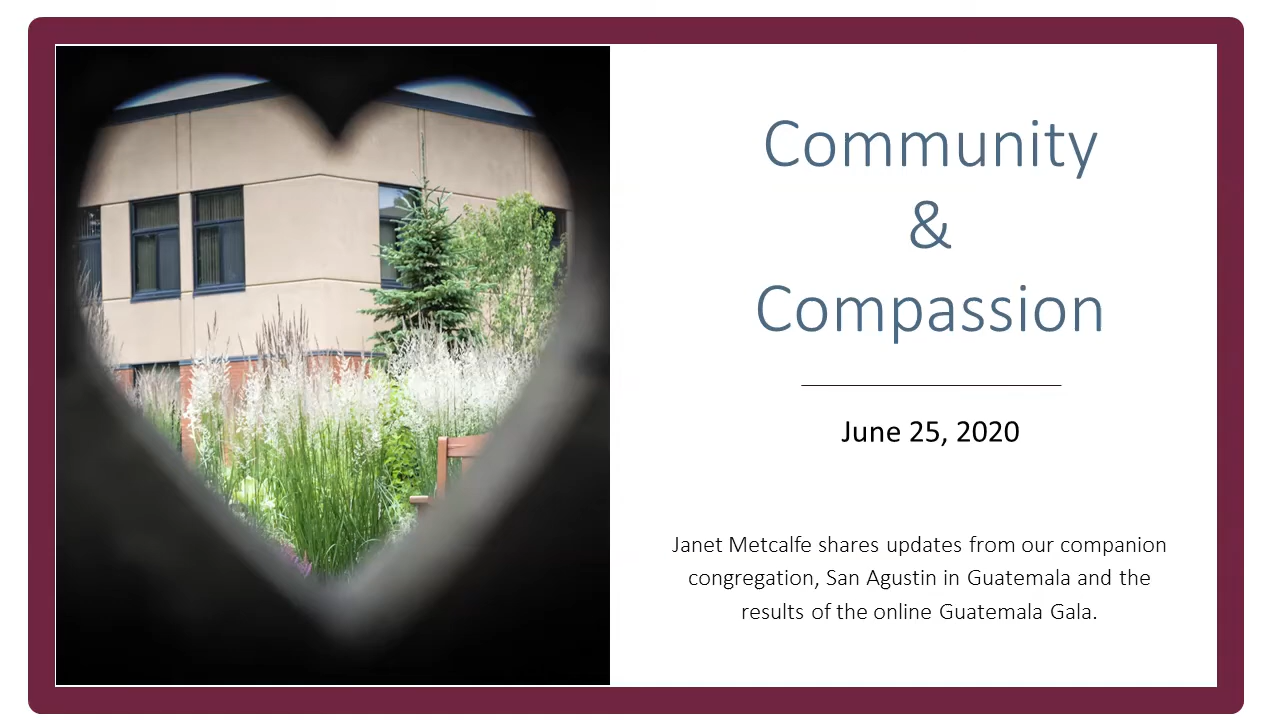 Community
&
Compassion
June 25, 2020
Janet Metcalfe shares updates from our companion
congregation, San Agustin in Guatemala and the
results of the online Guatemala Gala.